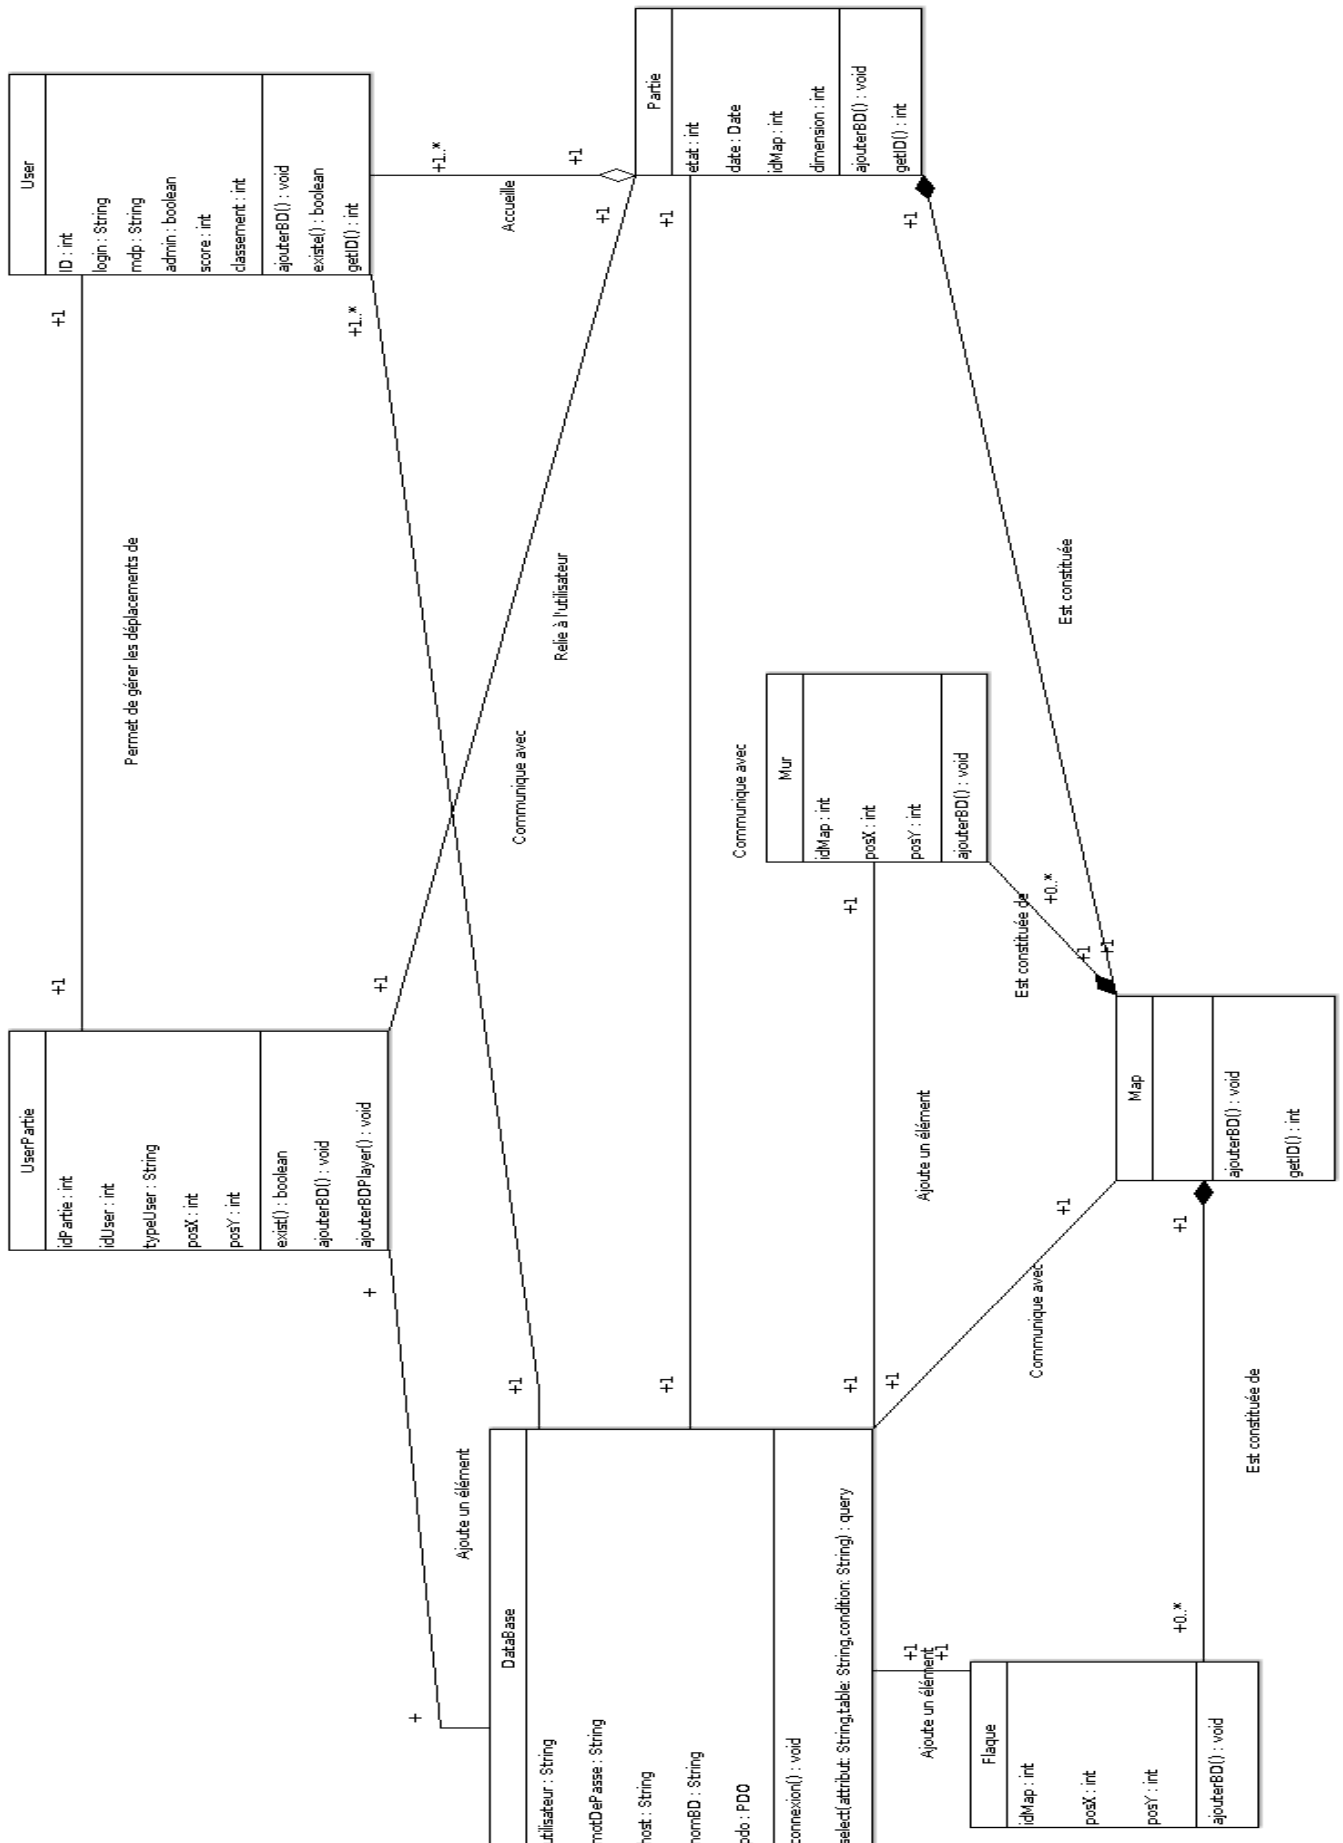 UserPartie
idPartie : int
idUser : int
typeUser : String
posX : int
posY : int
exist() : boolean
ajouterBD() : void
ajouterBDPlayer() : void
+1
Permet de gérer les déplacements de
+1
User
ID : int
login : String
mdp : String
admin : boolean
score : int
classement : int
ajouterBD() : void
existe() : boolean
getID() : int
+
+
Ajoute un élément
+1
Relie à l'utilisateur
+1
+1
Communique avec
+1..*
+1..*
Accueille
+1
DataBase
utilisateur : String
motDePasse : String
host : String
nomBD : String
pdo : PDO
connexion() : void
select(attribut: String,table: String,condition: String) : query
+1
Communique avec
+1
Partie
etat : int
date : Date
idMap : int
dimension : int
ajouterBD() : void
getID() : int
Mur
idMap : int
posX : int
posY : int
ajouterBD() : void
+1
Ajoute un élément
+1
+1
Communique avec
+1
+1
Ajoute un élément
+1
Flaque
idMap : int
posX : int
posY : int
ajouterBD() : void
+1
Est constituée de
+0..*
+1
Est constituée
+1
Map
ajouterBD() : void
getID() : int
+0..*
Est constituée de
+1